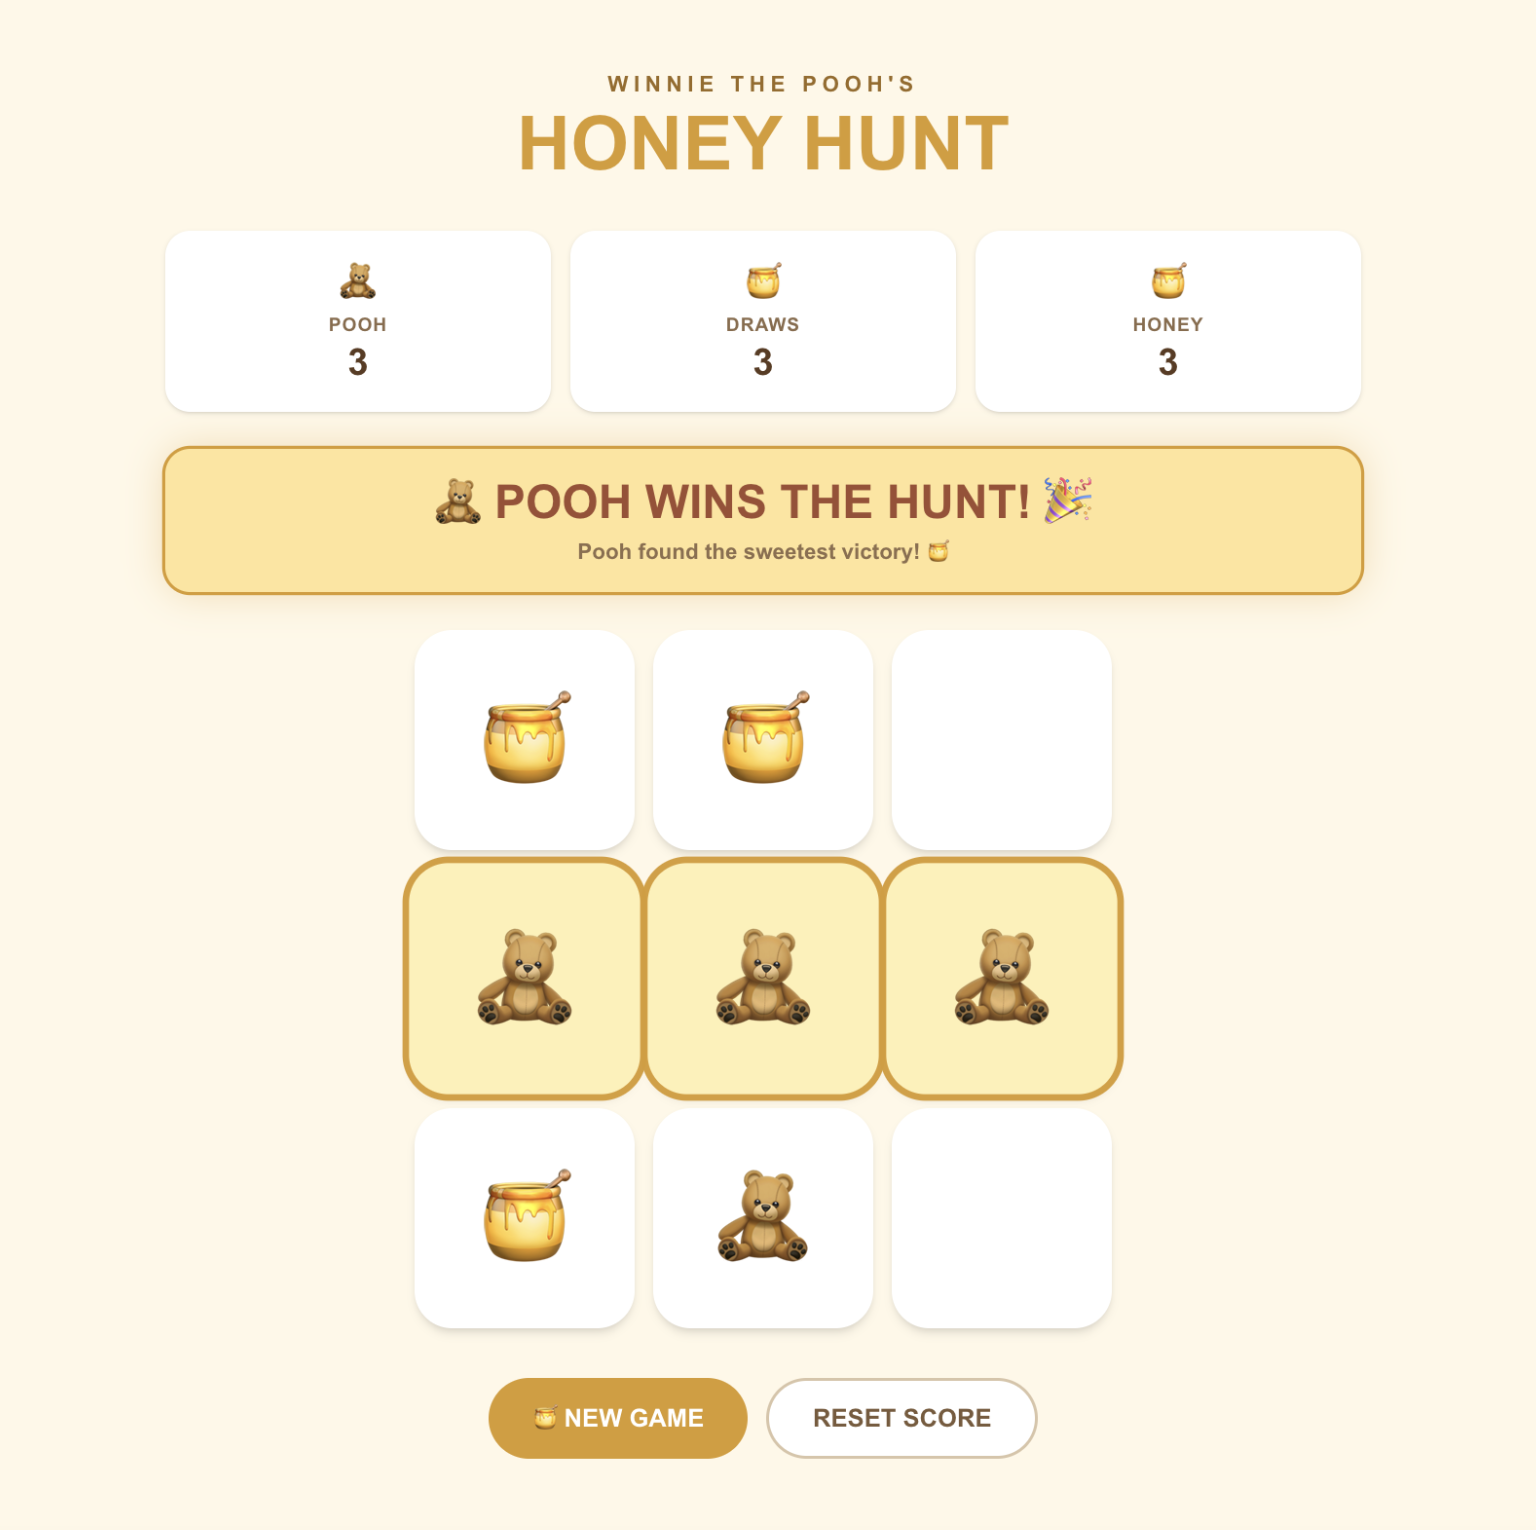 WINNIE THE POOH'S
HONEY HUNT
POOH
3
DRAWS
3
HONEY
3
POOH WINS THE HUNT!
Pooh found the sweetest victory!
NEW GAME
RESET SCORE